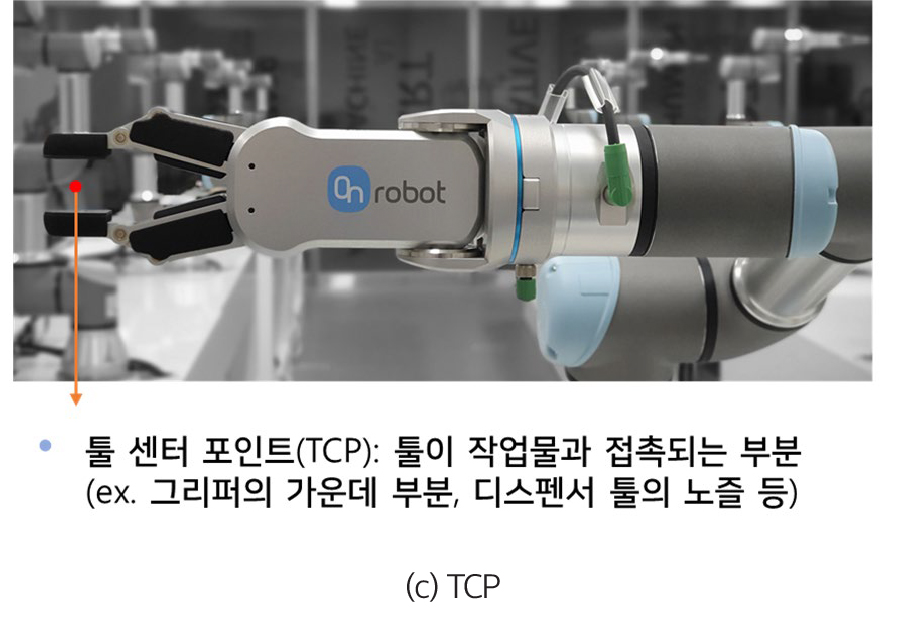 On robot
• 툴 센터 포인트(TCP): 툴이 작업물과 접촉되는 부분
(ex. 그리퍼의 가운데 부분, 디스펜서 툴의 노즐 등)
(c) TCP